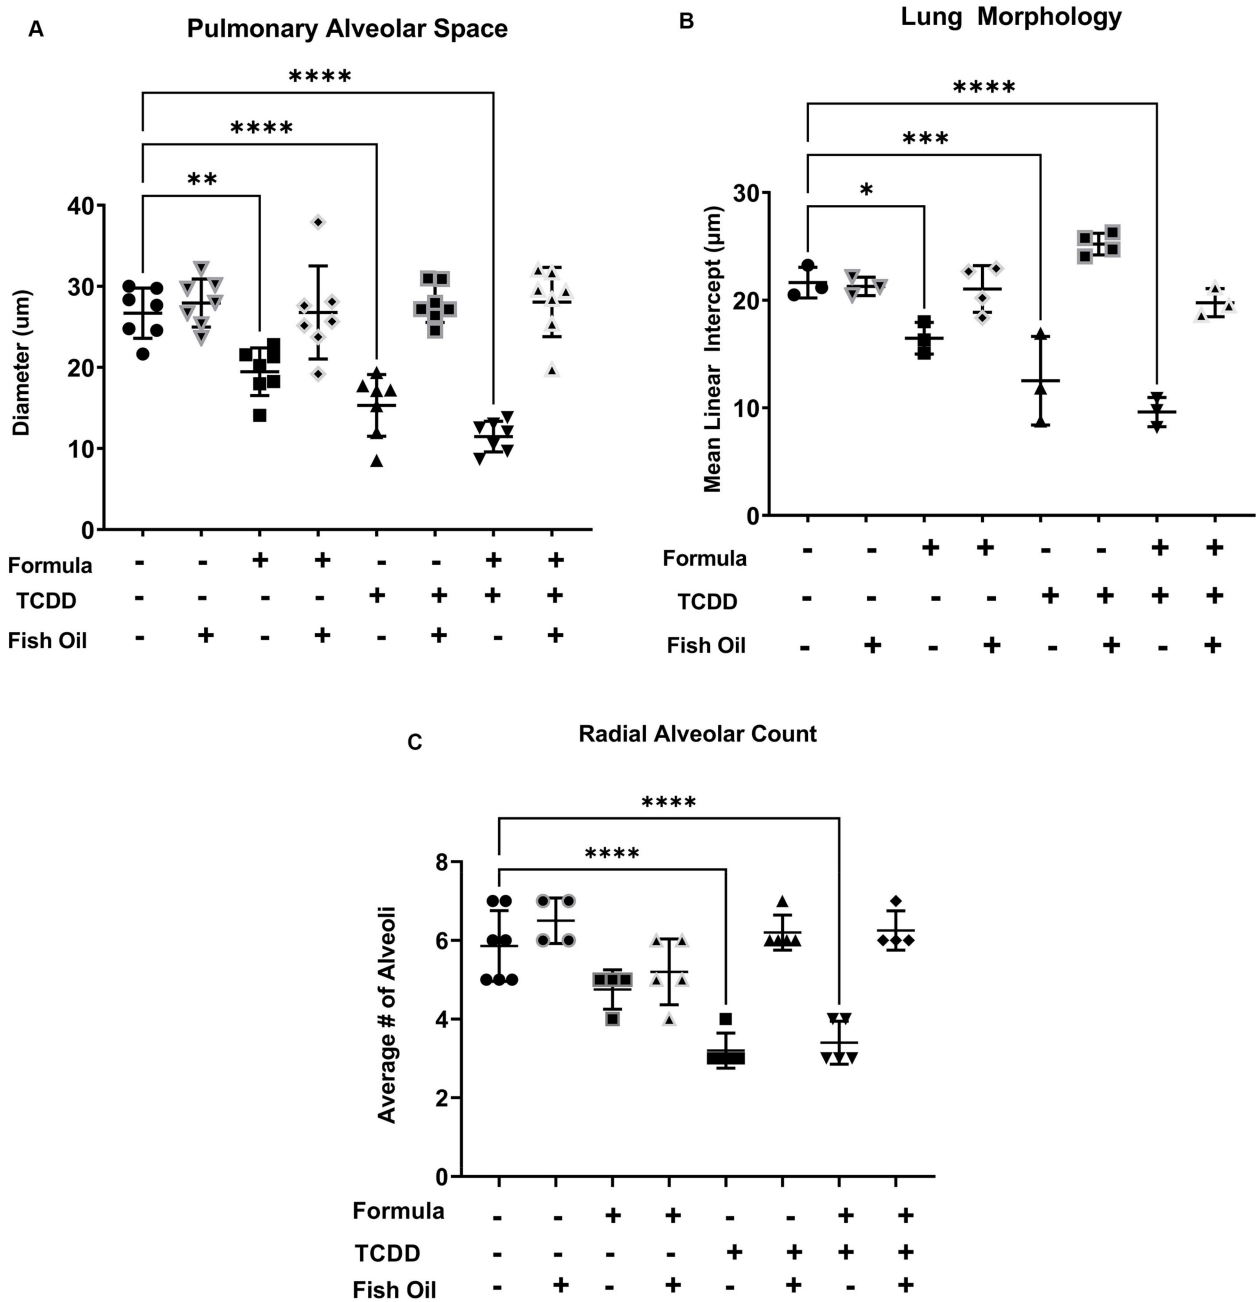 A
Pulmonary Alveolar Space
****
****
**
40
30
20
10
0
Diameter (um)
Formula - - + + - - + +
TCDD - - - - + + + +
Fish Oil - + - + - + - +
B
Lung Morphology
****
***
*
30
20
10
0
Mean Linear Intercept (μm)
Formula - - + + - - + +
TCDD - - - - + + + +
Fish Oil - + - + - + - +
C
Radial Alveolar Count
****
****
8
6
4
2
0
Average # of Alveoli
Formula - - + + - - + +
TCDD - - - - + + + +
Fish Oil - + - + - + - +